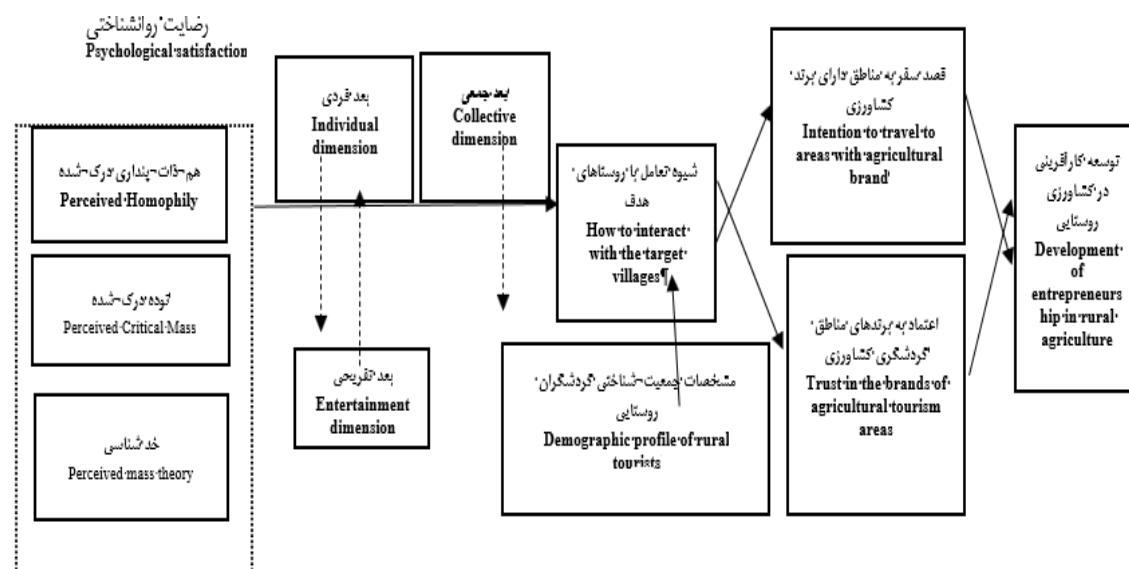 رضایت روانشناختی
Psychological satisfaction
هم-ذات-پنداری درک-شده
Perceived Homophily
توده درک-شده
Perceived Critical Mass
خد شناسی
Perceived mass theory
بعد فردی
Individual
dimension
بعد جمعی
Collective
dimension
بعد تفریحی
Entertainment
dimension
شیوه تعامل با روستاهای
هدف
How to interact
with the target
villages¶
مشخصات جمعیت-شناختی گردشگران
روستایی
Demographic profile of rural
tourists
قصد سفر به مناطق دارای برند
کشاورزی
Intention to travel to
areas with agricultural
brand
اعتماد به برندهای مناطق
گردشگری کشاورزی
Trust in the brands of
agricultural tourism
areas
توسعه کارآفرینی
در کشاورزی
روستایی
Development
of
entrepreneurs
hip in rural
agriculture